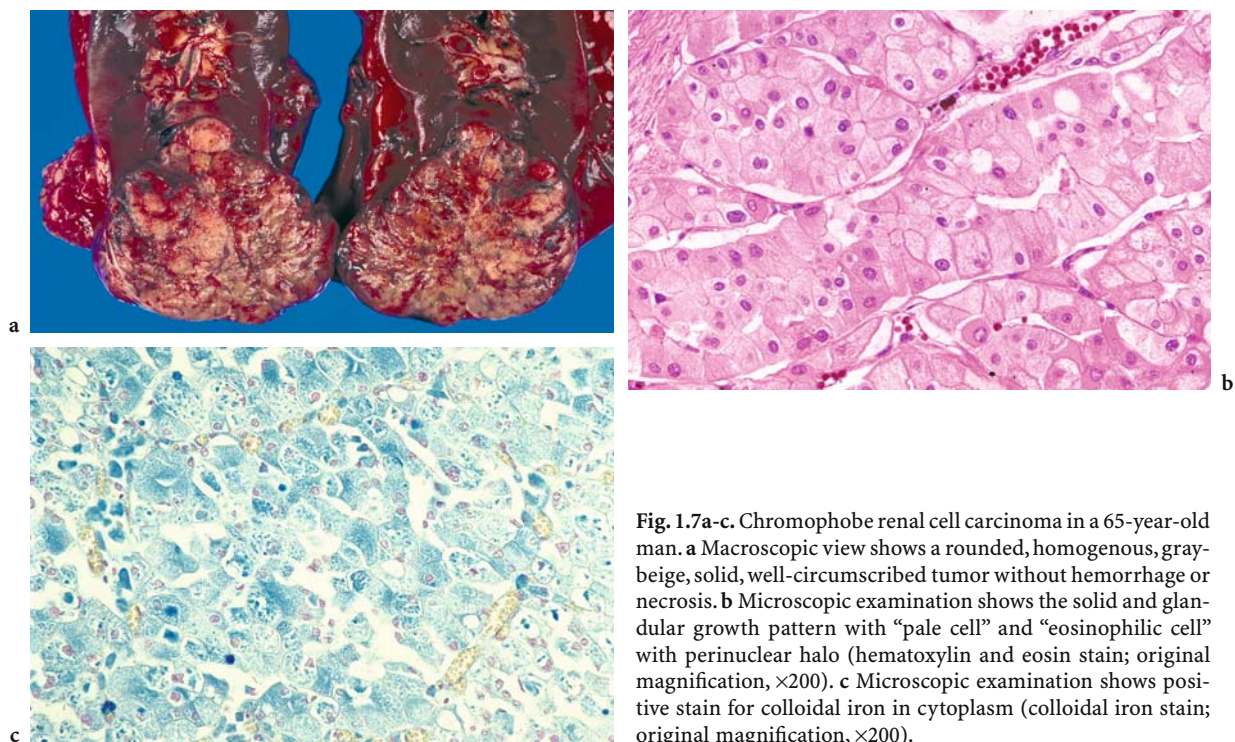 a
b
c
Fig. 1.7a-c. Chromophobe renal cell carcinoma in a 65-year-old
man. a Macroscopic view shows a rounded, homogenous, gray-
beige, solid, well-circumscribed tumor without hemorrhage or
necrosis. b Microscopic examination shows the solid and glan-
dular growth pattern with “pale cell” and “eosinophilic cell”
with perinuclear halo (hematoxylin and eosin stain; original
magnification, ×200). c Microscopic examination shows posi-
tive stain for colloidal iron in cytoplasm (colloidal iron stain;
original magnification, ×200).